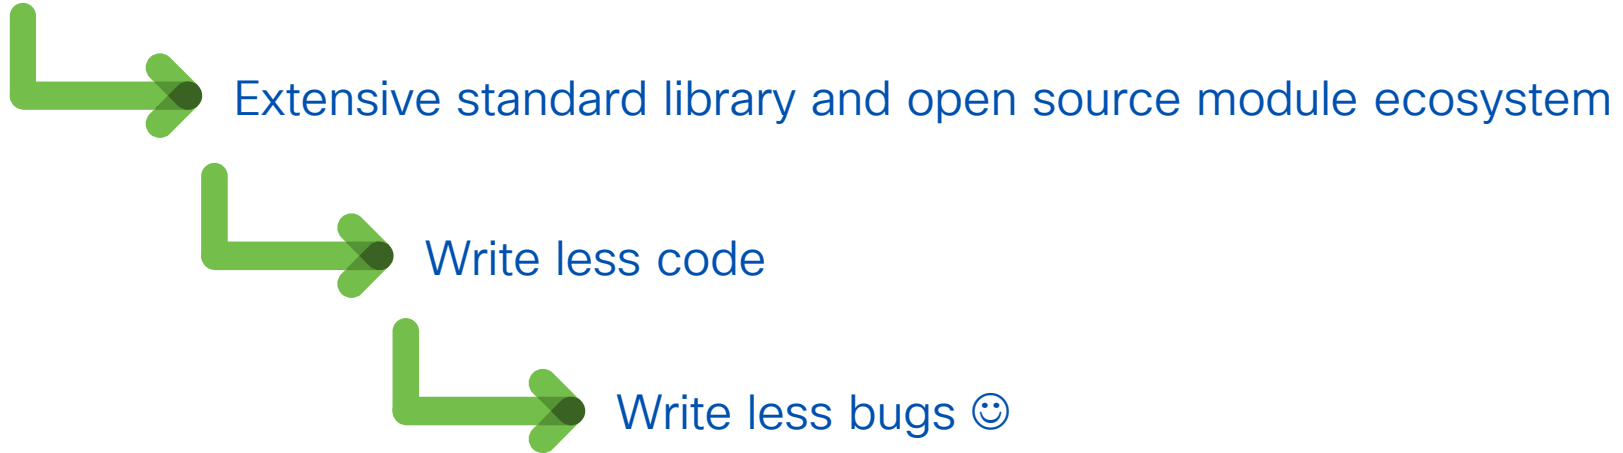 Extensive standard library and open source module ecosystem
Write less code
Write less bugs ☺